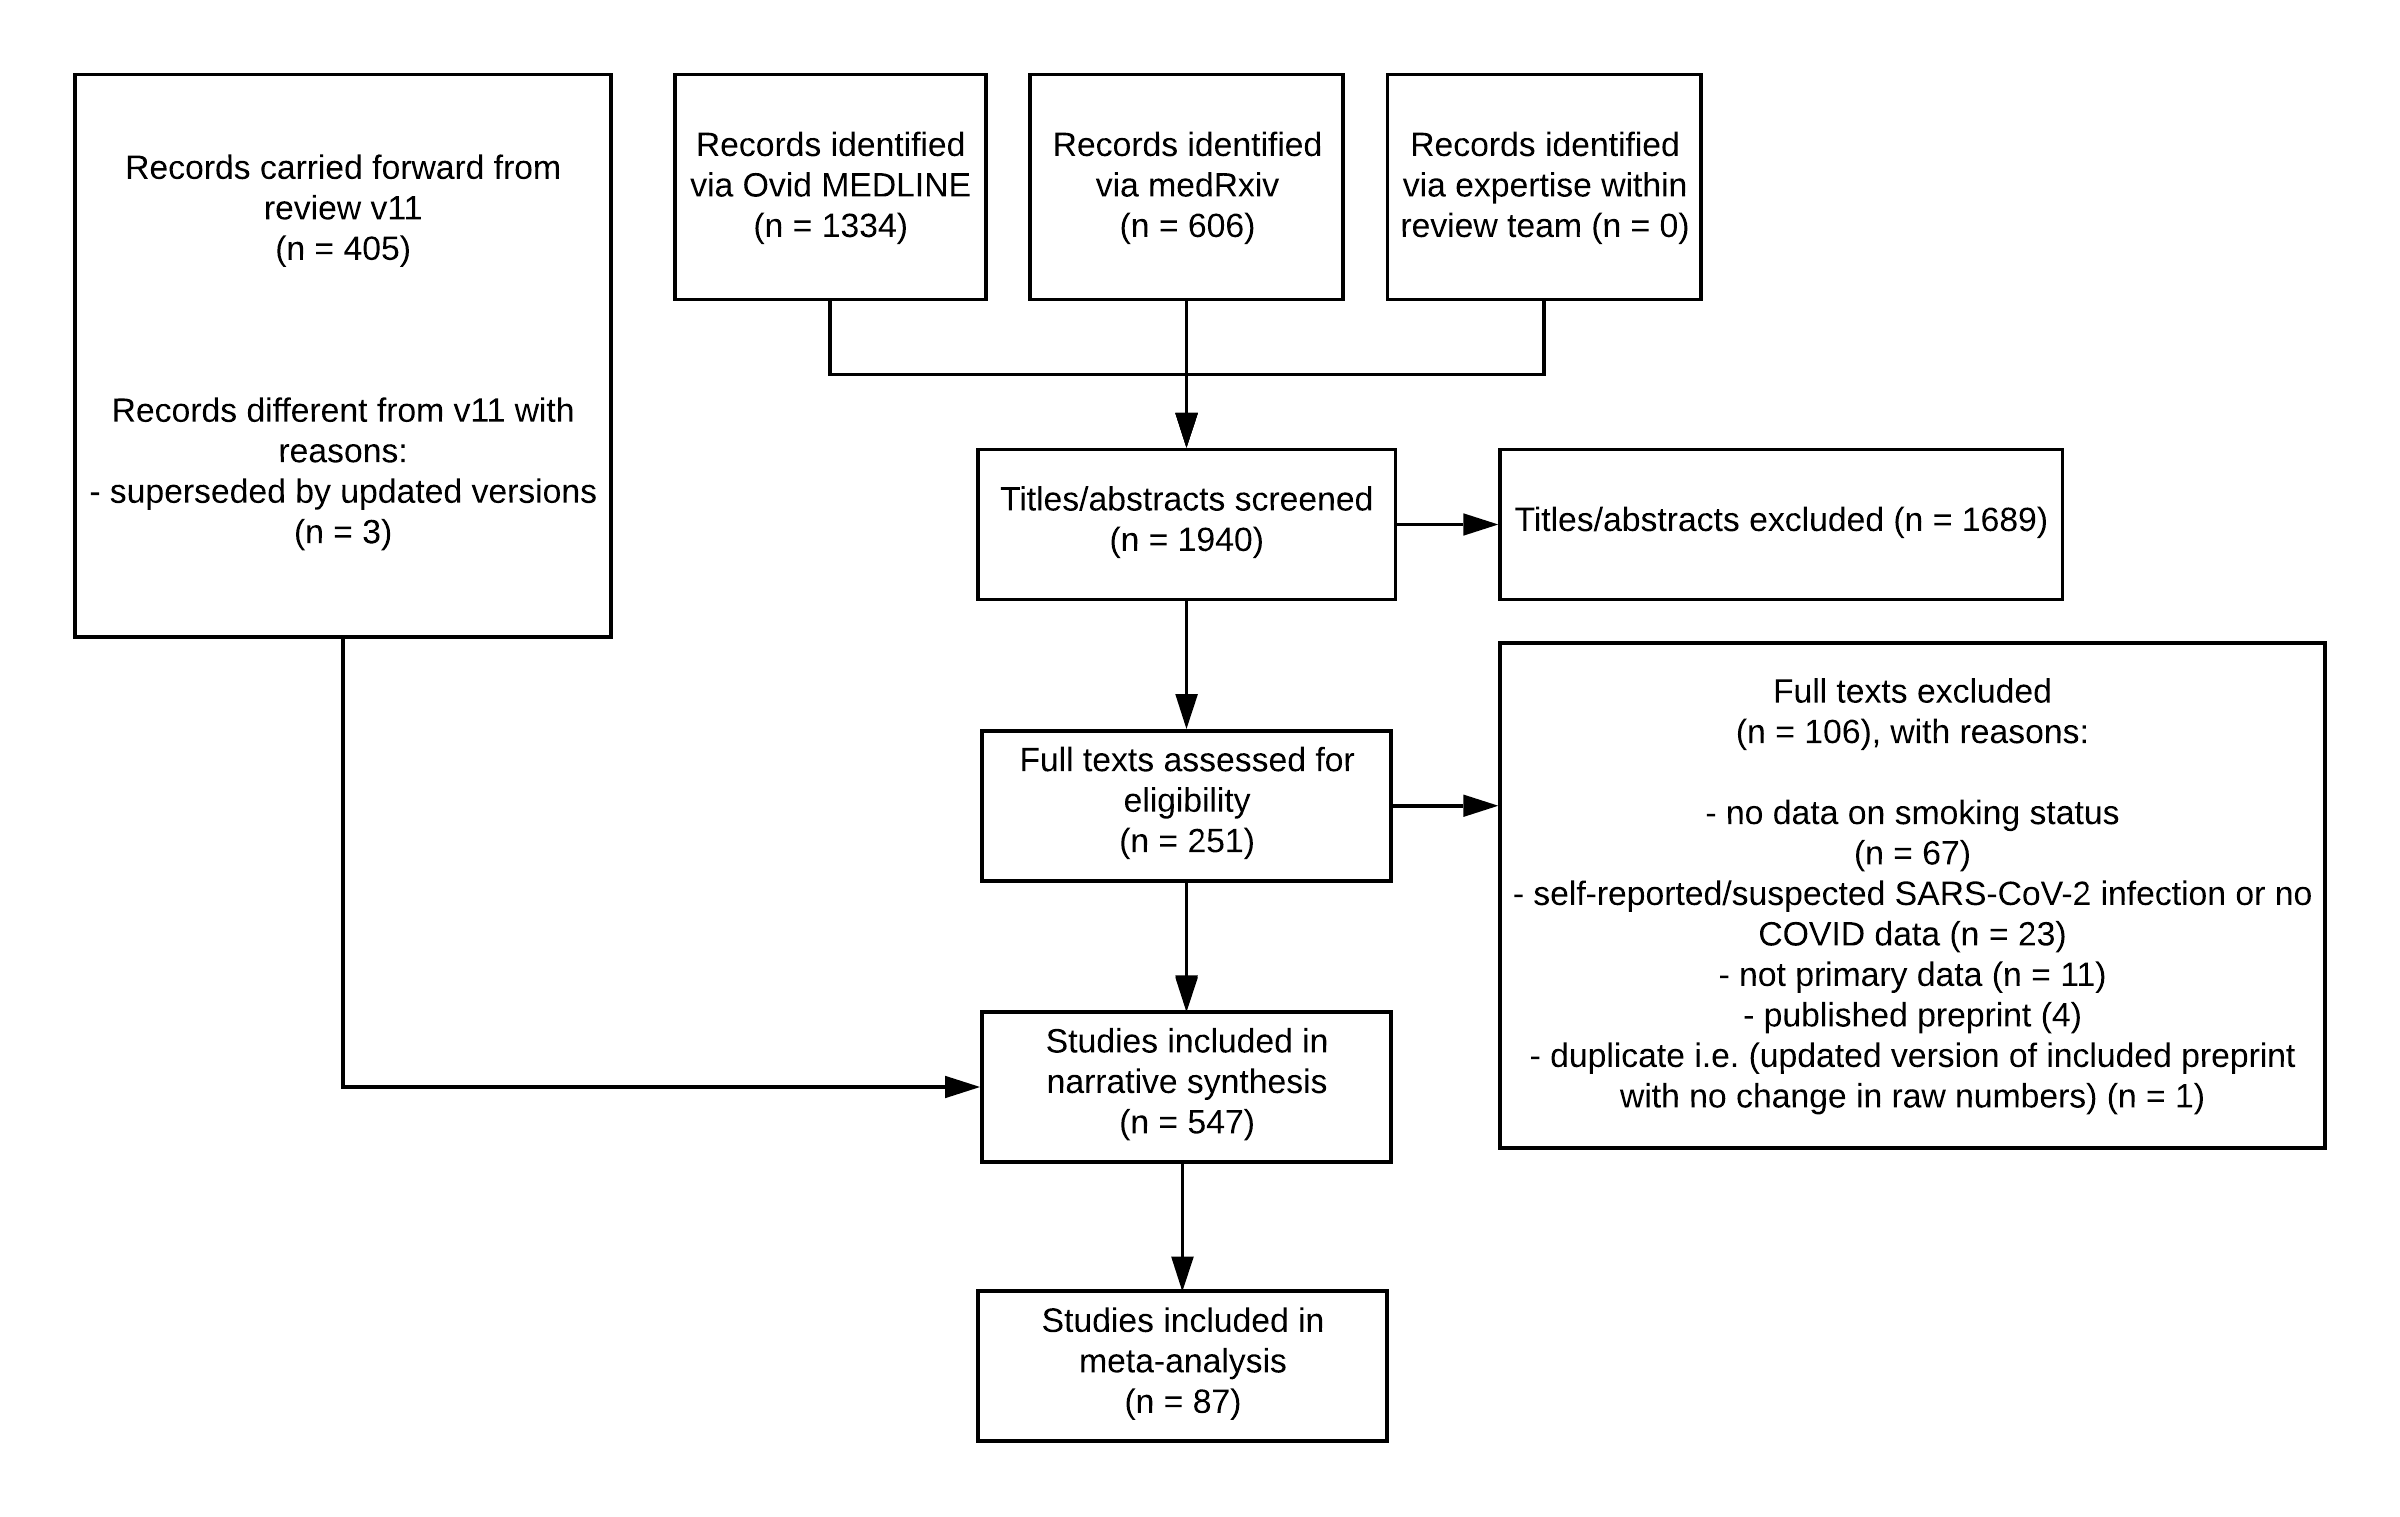 Records carried forward from
review v11
(n = 405)
Records different from v11 with
reasons:
- superseded by updated versions
(n = 3)
Records identified
via Ovid MEDLINE
(n = 1334)
Records identified
via medRxiv
(n = 606)
Records identified
via expertise within
review team (n = 0)
Titles/abstracts screened
(n = 1940)
Titles/abstracts excluded (n = 1689)
Full texts assessed for
eligibility
(n = 251)
Full texts excluded
(n = 106), with reasons:
- no data on smoking status
(n = 67)
- self-reported/suspected SARS-CoV-2 infection or no
COVID data (n = 23)
- not primary data (n = 11)
- published preprint (4)
- duplicate i.e. (updated version of included preprint
with no change in raw numbers) (n = 1)
Studies included in
narrative synthesis
(n = 547)
Studies included in
meta-analysis
(n = 87)